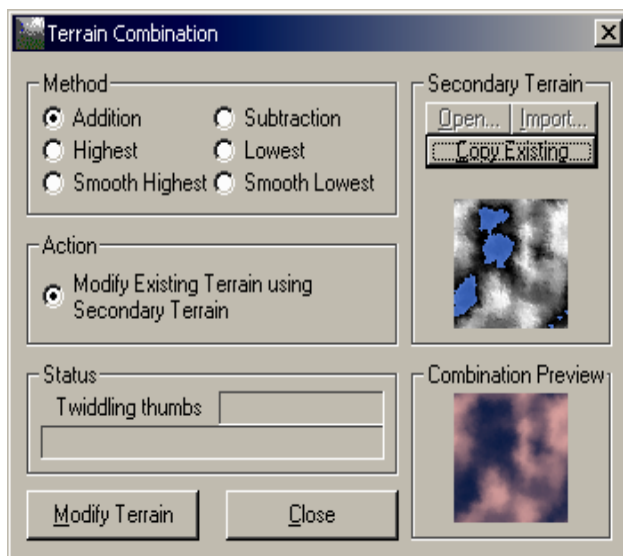 Terrain Combination
Method
Addition
Subtraction
Highest
Lowest
Smooth Highest
Smooth Lowest
Action
Modify Existing Terrain using
Secondary Terrain
Status
Twiddling thumbs
Modify Terrain
Close
Secondary Terrain
Open...
Import...
Copy Existing
Combination Preview